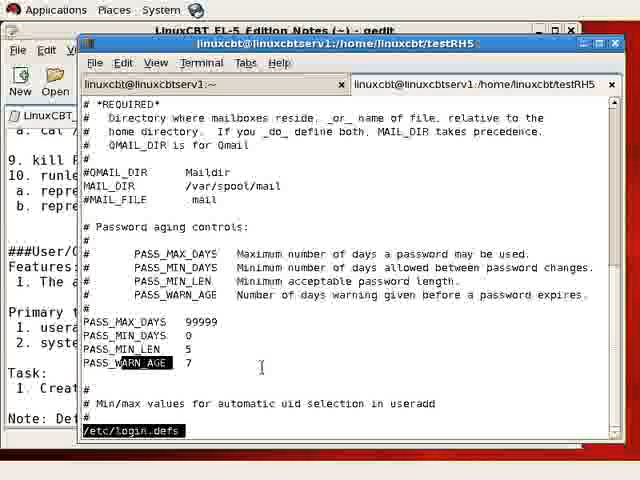 Applications Places System
LinuxCBT EL-5 Edition Notes (~) - gedit
linuxcbt@linuxcbtserv1:/home/linuxcbt/testRH5
File Edit
File Edit View Terminal Tabs Help
linuxcbt@linuxcbtserv1:~
linuxcbt@linuxcbtserv1:/home/linuxcbt/testRH5
New Open
LinuxCBT_
a. cat /
9. kill
10. runle
a. repre
b. repre
###User/G
Features:
1. The a
Primary t
1. usera
2. syste
Task:
1. Creat
Note: Def
# *REQUIRED*
# Directory where mailboxes reside, _or_ name of file, relative to the
# home directory. If you _do_ define both, MAIL_DIR takes precedence.
# QMAIL_DIR is for Qmail
#
#QMAIL_DIR Maildir
MAIL_DIR /var/spool/mail
#MAIL_FILE .mail
# Password aging controls:
#
# PASS_MAX_DAYS Maximum number of days a password may be used.
# PASS_MIN_DAYS Minimum number of days allowed between password changes.
# PASS_MIN_LEN Minimum acceptable password length.
# PASS_WARN_AGE Number of days warning given before a password expires.
#
PASS_MAX_DAYS 99999
PASS_MIN_DAYS 0
PASS_MIN_LEN 5
PASS_WARN_AGE 7
#
# Min/max values for automatic uid selection in useradd
#
/etc/login.defs